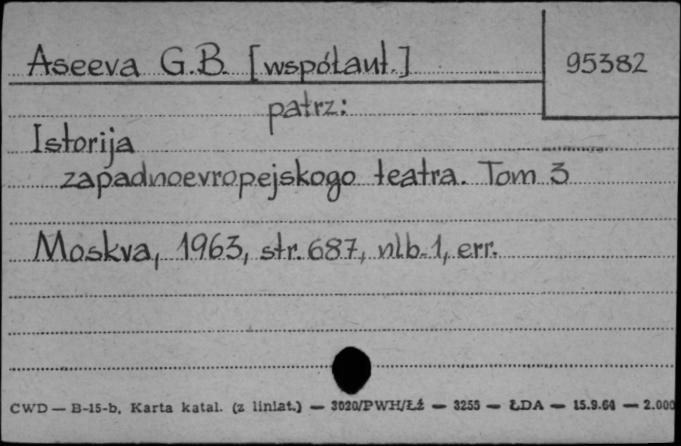 Aseeva G.B. [współaut.]
95382
patrz:
Istorija
zapadnoevropejskogo teatra. Tom 3
Moskva, 1963, str. 687, nlb. 1, err.
CWD — B-15-b, Karta katal. (z liniat.) — 3020/PWH/Łź — 3255 — ŁDA — 15.9.64 — 2.000